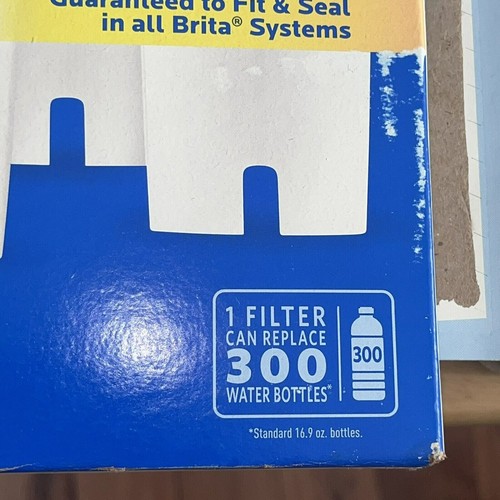 Guaranteed to Fit & Seal
in all Brita® Systems
1 FILTER
CAN REPLACE
300
WATER BOTTLES*
300
*Standard 16.9 oz. bottles.